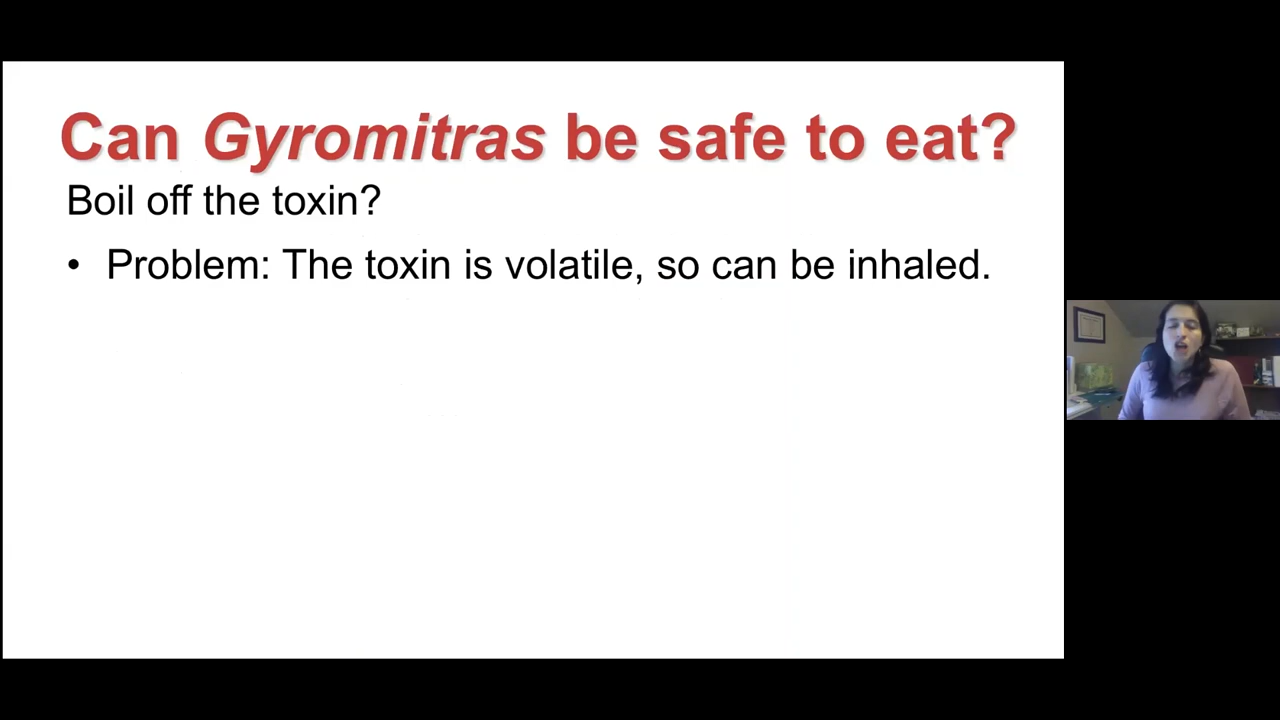 Can Gyromitras be safe to eat?
Boil off the toxin?
• Problem: The toxin is volatile, so can be inhaled.